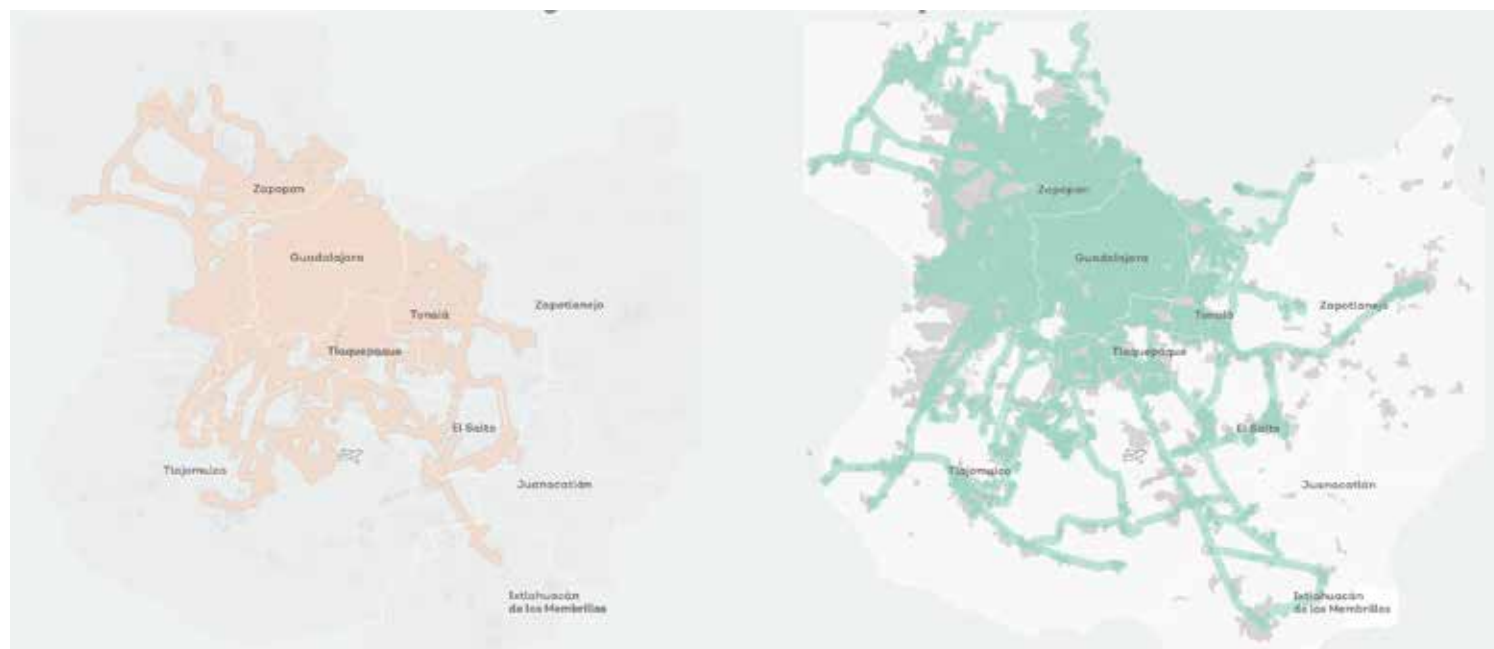 Zapopan
Guadalajara
Zapotlanejo
Tonalá
Tlaquepaque
El Salto
Tlajomulco
Juanacatlán
Ixtlahuacán
de los Membrillos
Zapopan
Guadalajara
Zapotlanejo
Tonalá
Tlaquepaque
El Salto
Tlajomulco
Juanacatlán
Ixtlahuacán
de los Membrillos